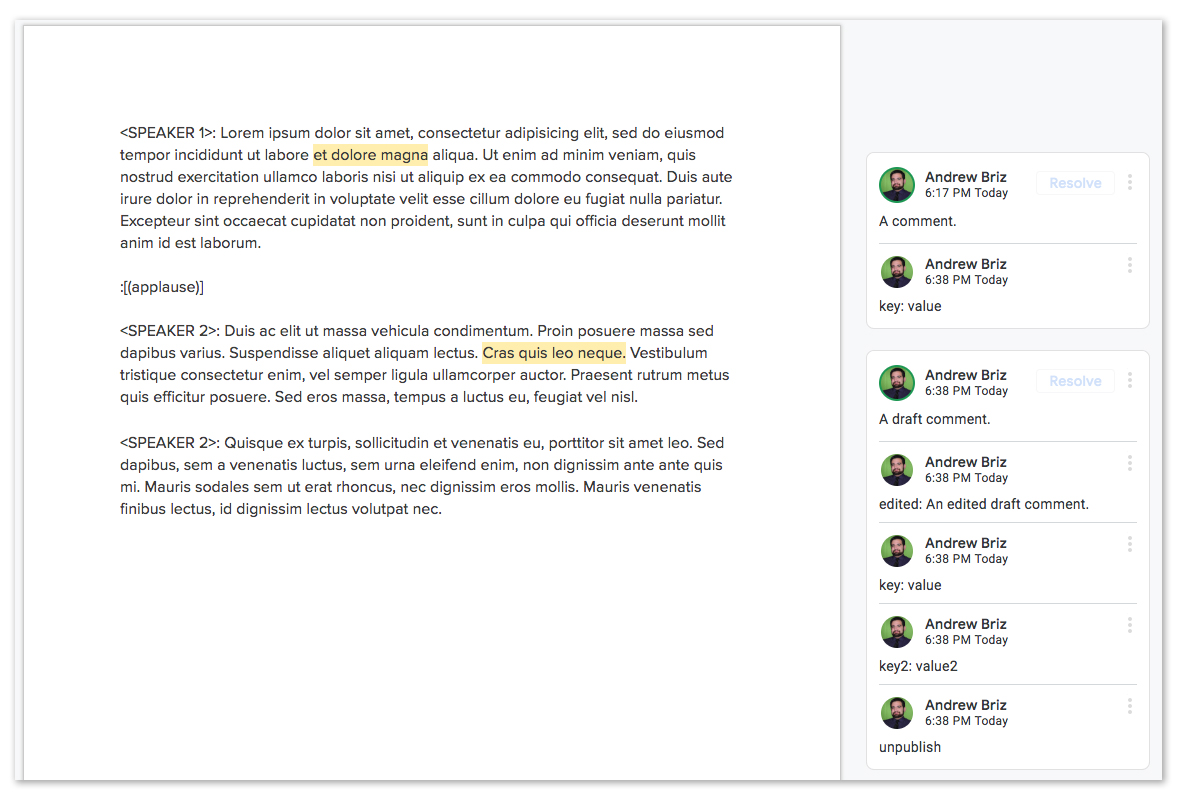 <SPEAKER 1>: Lorem ipsum dolor sit amet, consectetur adipisicing elit, sed do eiusmod
tempor incididunt ut labore et dolore magna aliqua. Ut enim ad minim veniam, quis
nostrud exercitation ullamco laboris nisi ut aliquip ex ea commodo consequat. Duis aute
irure dolor in reprehenderit in voluptate velit esse cillum dolore eu fugiat nulla pariatur.
Excepteur sint occaecat cupidatat non proident, sunt in culpa qui officia deserunt mollit
anim id est laborum.
:[(applause)]
<SPEAKER 2>: Duis ac elit ut massa vehicula condimentum. Proin posuere massa sed
dapibus varius. Suspendisse aliquet aliquam lectus. Cras quis leo neque. Vestibulum
tristique consectetur enim, vel semper ligula ullamcorper auctor. Praesent rutrum metus
quis efficitur posuere. Sed eros massa, tempus a luctus eu, feugiat vel nisl.
<SPEAKER 2>: Quisque ex turpis, sollicitudin et venenatis eu, porttitor sit amet leo. Sed
dapibus, sem a venenatis luctus, sem urna eleifend enim, non dignissim ante ante quis
mi. Mauris sodales sem ut erat rhoncus, nec dignissim eros mollis. Mauris venenatis
finibus lectus, id dignissim lectus volutpat nec.
Andrew Briz
6:17 PM Today
Resolve
A comment.
Andrew Briz
6:38 PM Today
key: value
Andrew Briz
6:38 PM Today
Resolve
A draft comment.
Andrew Briz
6:38 PM Today
edited: An edited draft comment.
Andrew Briz
6:38 PM Today
key: value
Andrew Briz
6:38 PM Today
key2: value2
Andrew Briz
6:38 PM Today
unpublish